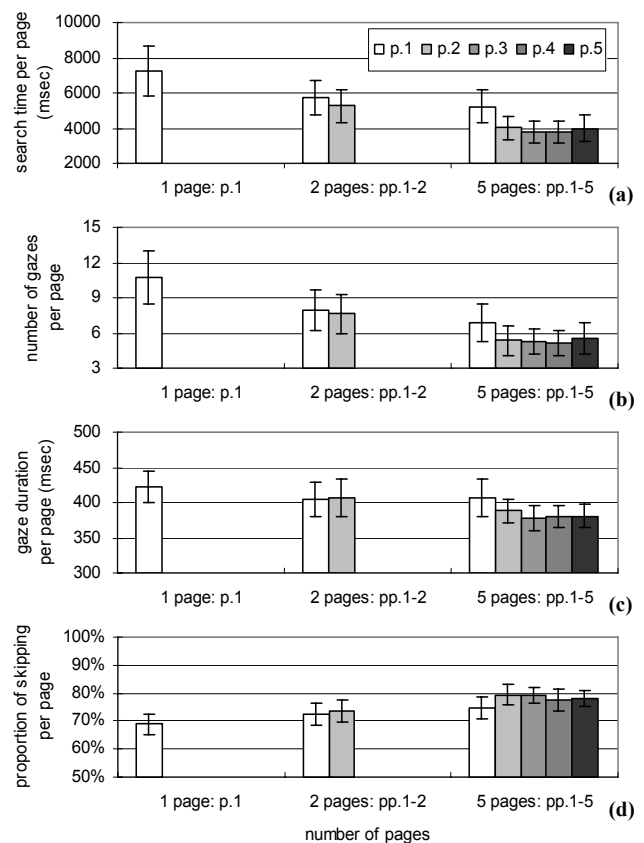 search time per page
(msec)
10000
8000
6000
4000
2000
p.1 p.2 p.3 p.4 p.5
1 page: p.1 2 pages: pp.1-2 5 pages: pp.1-5
(a)
number of gazes
per page
15
12
9
6
3
1 page: p.1 2 pages: pp.1-2 5 pages: pp.1-5
(b)
gaze duration
per page (msec)
500
450
400
350
300
1 page: p.1 2 pages: pp.1-2 5 pages: pp.1-5
(c)
proportion of skipping
per page
100%
90%
80%
70%
60%
50%
1 page: p.1 2 pages: pp.1-2 5 pages: pp.1-5
(d)
number of pages